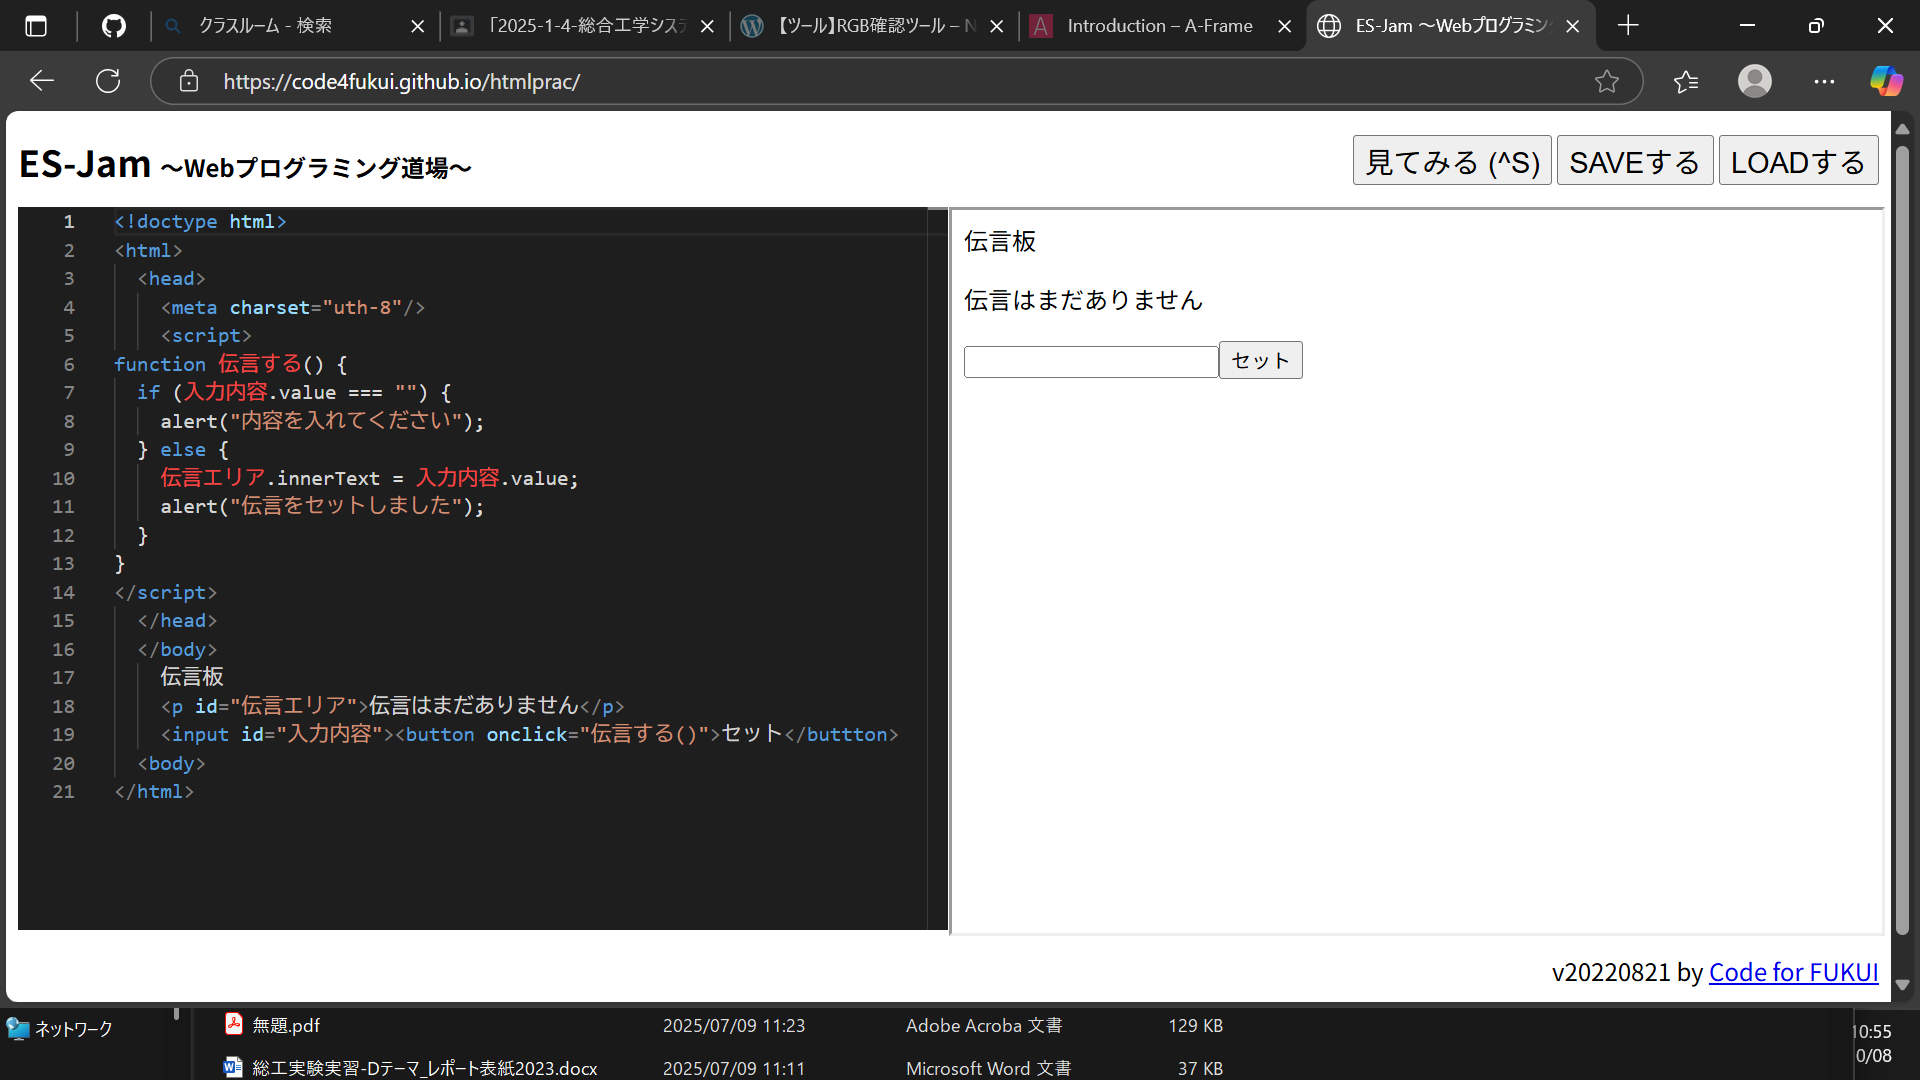 クラスルーム - 検索
「2025-1-4-総合工学システ
【ツール】RGB確認ツール – N
Introduction – A-Frame
ES-Jam ～Webプログラミン
https://code4fukui.github.io/htmlprac/
ES-Jam ～Webプログラミング道場～
見てみる (^S)
SAVEする
LOADする
1 <!doctype html>
2 <html>
3 <head>
4 <meta charset="uth-8"/>
5 <script>
6 function 伝言する() {
7 if (入力内容.value === "") {
8 alert("内容を入れてください");
9 } else {
10 伝言エリア.innerText = 入力内容.value;
11 alert("伝言をセットしました");
12 }
13 }
14 </script>
15 </head>
16 </body>
17 伝言板
18 <p id="伝言エリア">伝言はまだありません</p>
19 <input id="入力内容"><button onclick="伝言する()">セット</buttton>
20 <body>
21 </html>
伝言板
伝言はまだありません
セット
v20220821 by Code for FUKUI
ネットワーク
無題.pdf 2025/07/09 11:23 Adobe Acroba 文書 129 KB
総工実験実習-Dテーマ_レポート表紙2023.docx 2025/07/09 11:11 Microsoft Word 文書 37 KB
10:55
0/08